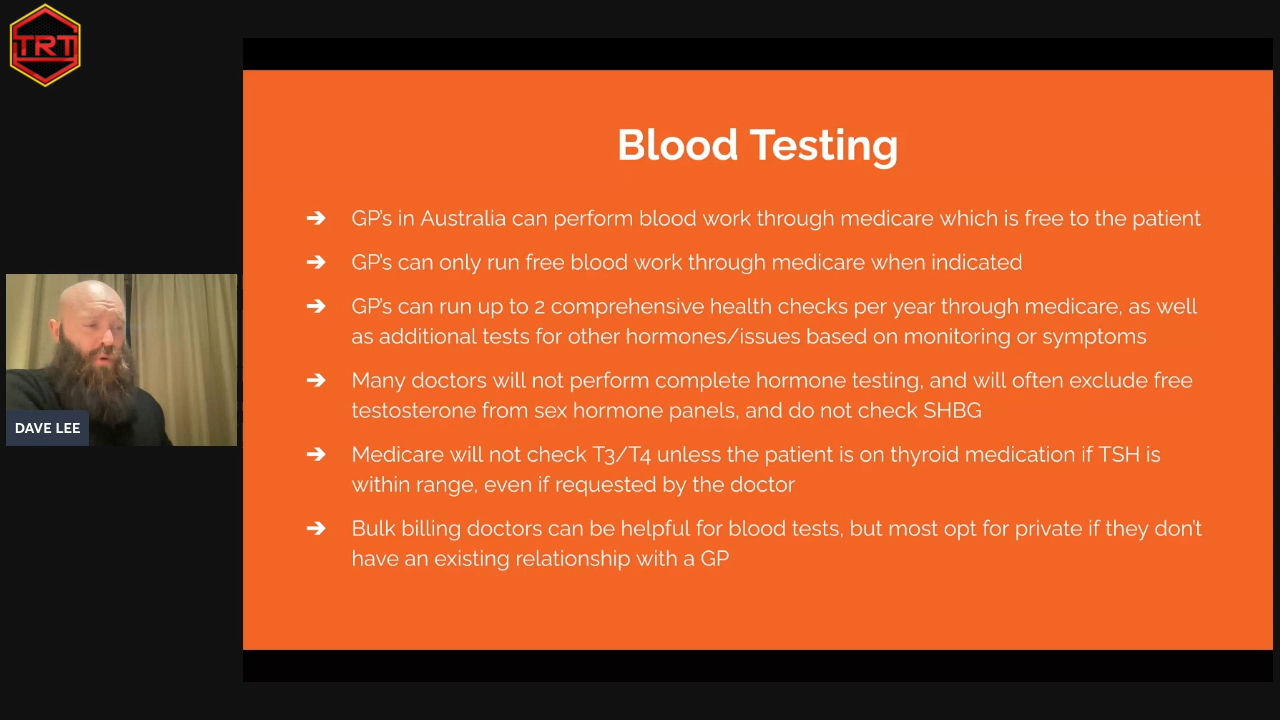 TRT
Blood Testing
➔ GP's in Australia can perform blood work through medicare which is free to the patient
➔ GP's can only run free blood work through medicare when indicated
➔ GP's can run up to 2 comprehensive health checks per year through medicare, as well
as additional tests for other hormones/issues based on monitoring or symptoms
➔ Many doctors will not perform complete hormone testing, and will often exclude free
testosterone from sex hormone panels, and do not check SHBG
➔ Medicare will not check T3/T4 unless the patient is on thyroid medication if TSH is
within range, even if requested by the doctor
➔ Bulk billing doctors can be helpful for blood tests, but most opt for private if they don't
have an existing relationship with a GP
DAVE LEE